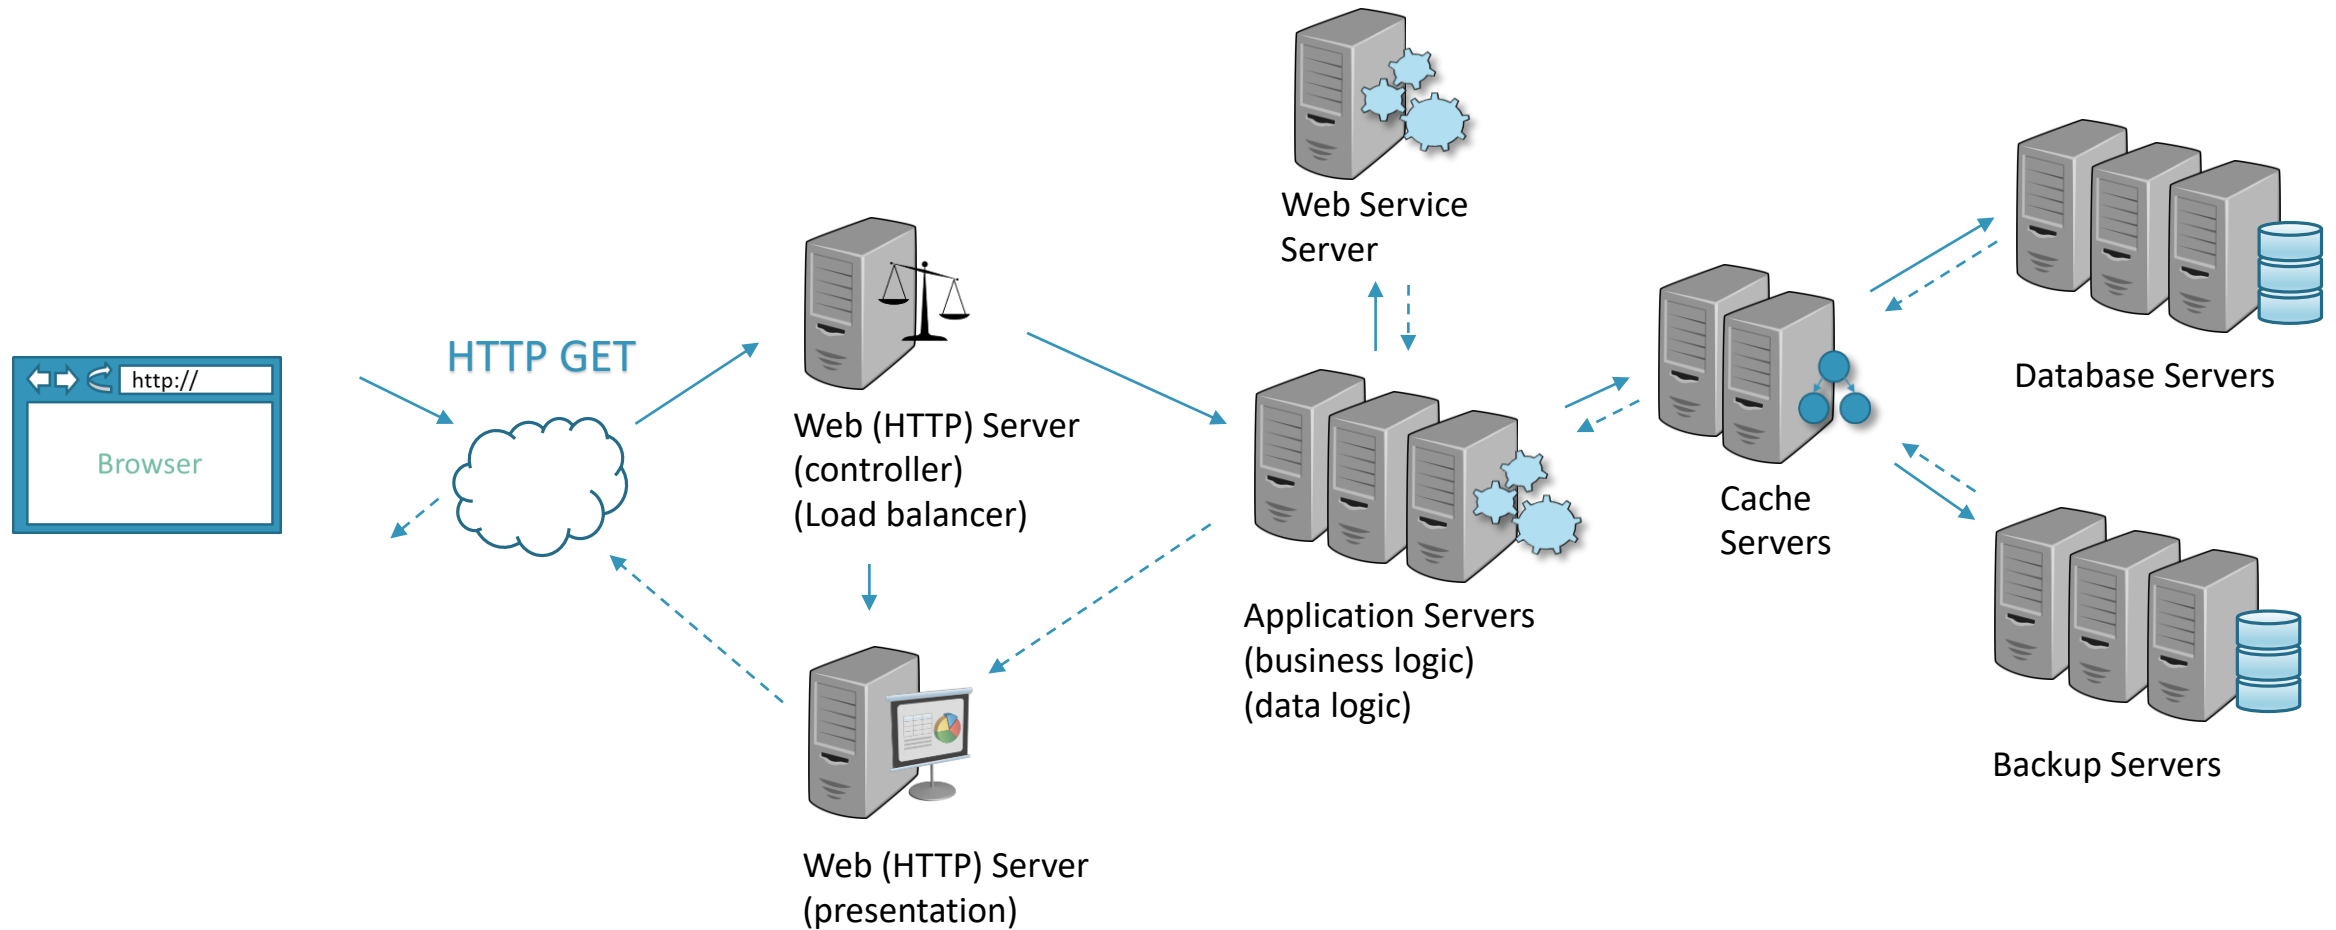 http://
Browser
HTTP GET
Web (HTTP) Server
(controller)
(Load balancer)
Web (HTTP) Server
(presentation)
Web Service
Server
Application Servers
(business logic)
(data logic)
Cache
Servers
Database Servers
Backup Servers